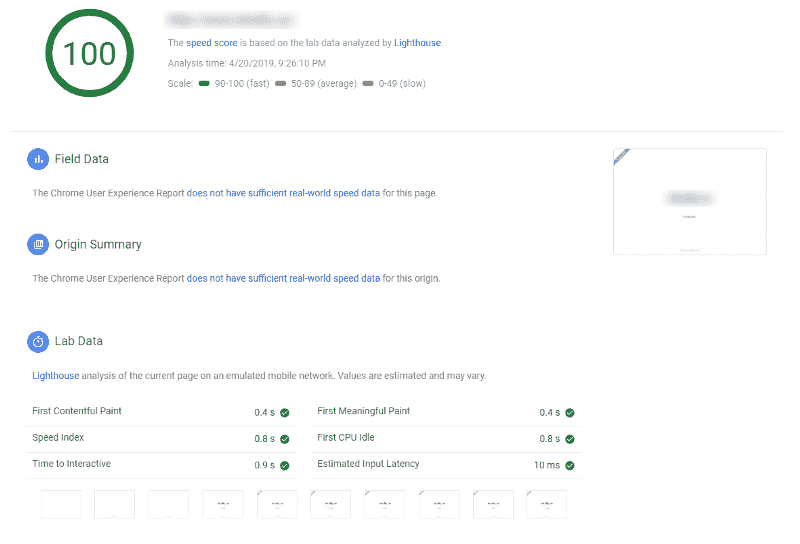 100
The speed score is based on the lab data analyzed by Lighthouse.
Analysis time: 4/20/2019, 9:26:10 PM
Scale: 90-100 (fast) 50-89 (average) 0-49 (slow)
Field Data
The Chrome User Experience Report does not have sufficient real-world speed data for this page.
Origin Summary
The Chrome User Experience Report does not have sufficient real-world speed data for this origin.
Lab Data
Lighthouse analysis of the current page on an emulated mobile network. Values are estimated and may vary.
First Contentful Paint 0.4 s First Meaningful Paint 0.4 s
Speed Index 0.8 s First CPU Idle 0.8 s
Time to Interactive 0.9 s Estimated Input Latency 10 ms